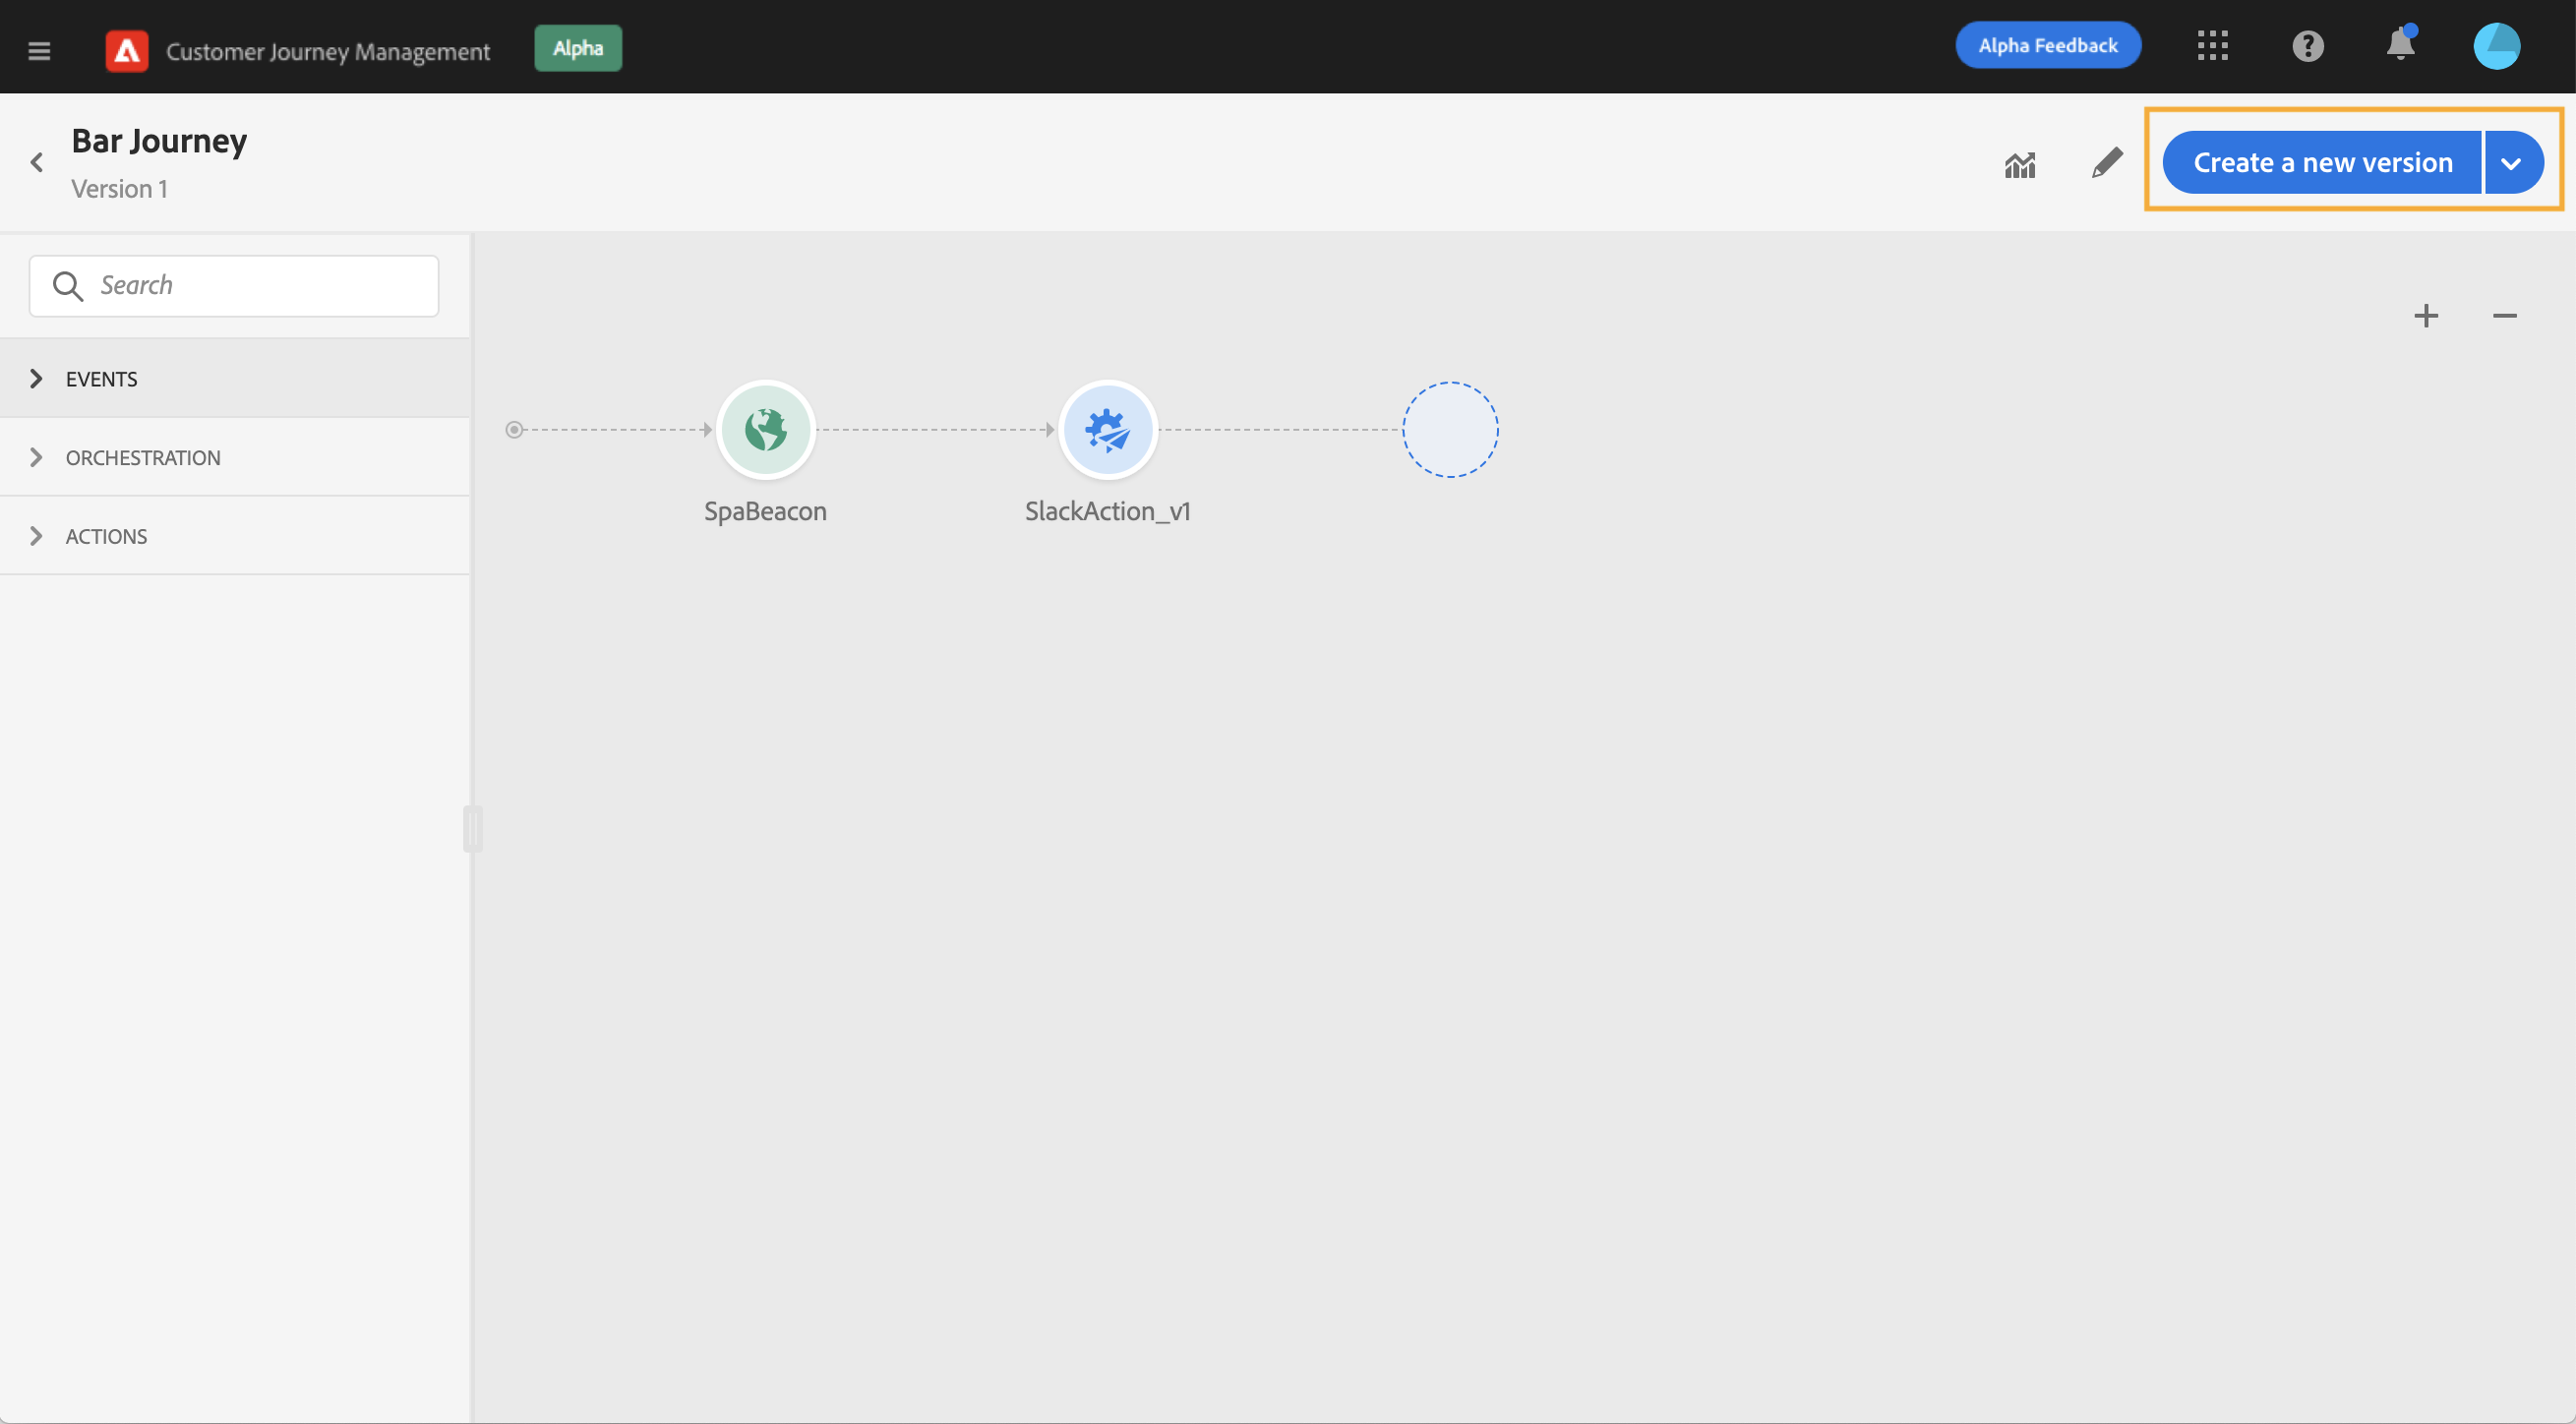 Customer Journey Management
Alpha
Alpha Feedback
Bar Journey
Version 1
Create a new version
Search
EVENTS
ORCHESTRATION
ACTIONS
SpaBeacon
SlackAction_v1